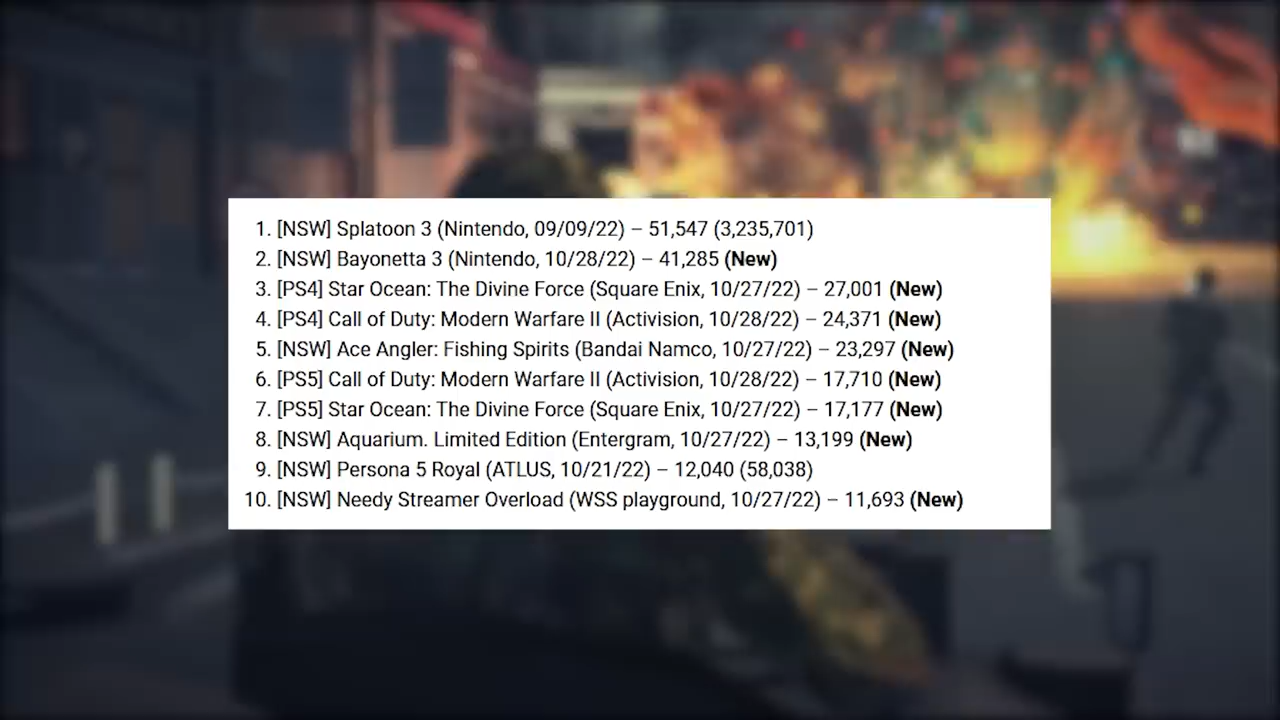 1. [NSW] Splatoon 3 (Nintendo, 09/09/22) – 51,547 (3,235,701)
2. [NSW] Bayonetta 3 (Nintendo, 10/28/22) – 41,285 (New)
3. [PS4] Star Ocean: The Divine Force (Square Enix, 10/27/22) – 27,001 (New)
4. [PS4] Call of Duty: Modern Warfare II (Activision, 10/28/22) – 24,371 (New)
5. [NSW] Ace Angler: Fishing Spirits (Bandai Namco, 10/27/22) – 23,297 (New)
6. [PS5] Call of Duty: Modern Warfare II (Activision, 10/28/22) – 17,710 (New)
7. [PS5] Star Ocean: The Divine Force (Square Enix, 10/27/22) – 17,177 (New)
8. [NSW] Aquarium. Limited Edition (Entergram, 10/27/22) – 13,199 (New)
9. [NSW] Persona 5 Royal (ATLUS, 10/21/22) – 12,040 (58,038)
10. [NSW] Needy Streamer Overload (WSS playground, 10/27/22) – 11,693 (New)